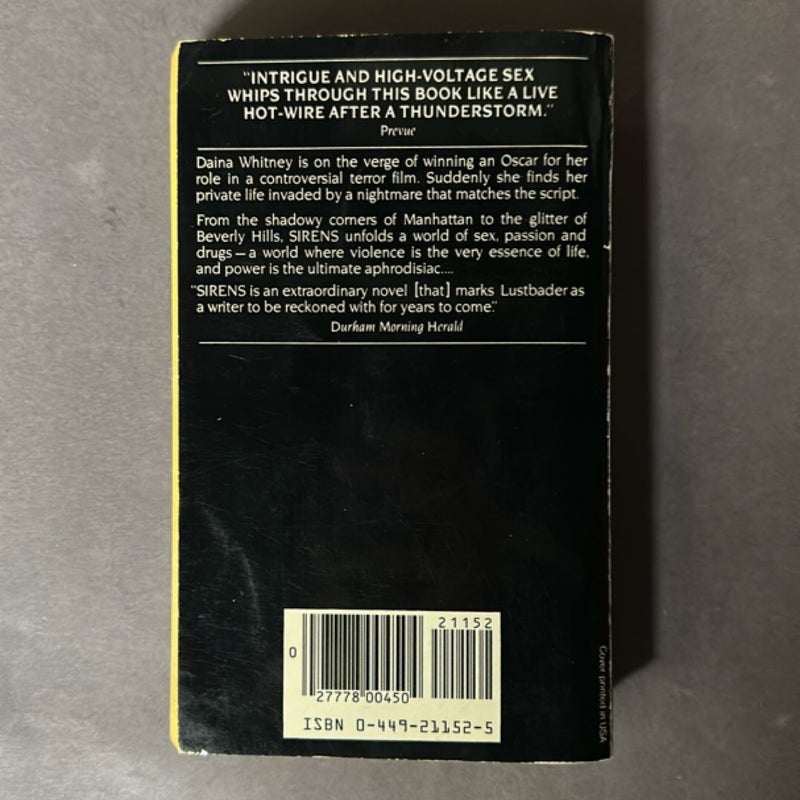 "INTRIGUE AND HIGH-VOLTAGE SEX
WHIPS THROUGH THIS BOOK LIKE A LIVE
HOT-WIRE AFTER A THUNDERSTORM."
Prevue
Daina Whitney is on the verge of winning an Oscar for her
role in a controversial terror film. Suddenly she finds her
private life invaded by a nightmare that matches the script.
From the shadowy corners of Manhattan to the glitter of
Beverly Hills, SIRENS unfolds a world of sex, passion and
drugs—a world where violence is the very essence of life,
and power is the ultimate aphrodisiac....
"SIRENS is an extraordinary novel [that] marks Lustbader as
a writer to be reckoned with for years to come."
Durham Morning Herald
21152
0
27778 00450
ISBN 0-449-21152-5
Cover printed in USA